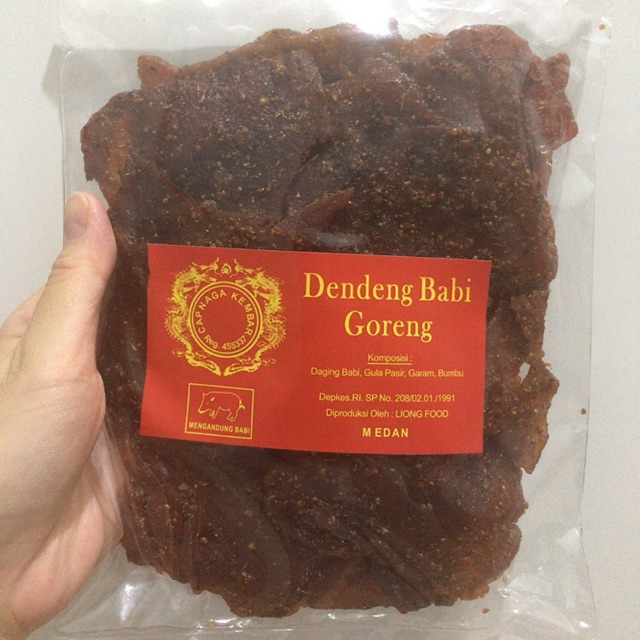 CAP NAGA KEMBAR
Reg. 455337
MENGANDUNG BABI
Dendeng Babi
Goreng
Komposisi :
Daging Babi, Gula Pasir, Garam, Bumbu
Depkes.RI. SP No. 208/02.01./1991
Diproduksi Oleh : LIONG FOOD
MEDAN